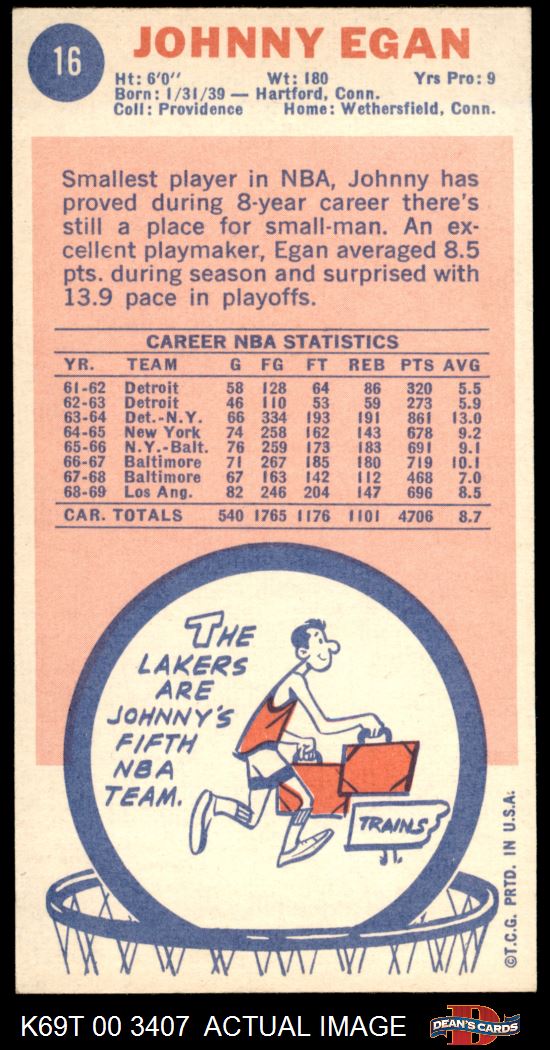 16
JOHNNY EGAN
Ht: 6'0'' Wt: 180 Yrs Pro: 9
Born: 1/31/39 — Hartford, Conn.
Coll: Providence Home: Wethersfield, Conn.
Smallest player in NBA, Johnny has
proved during 8-year career there's
still a place for small-man. An ex-
cellent playmaker, Egan averaged 8.5
pts. during season and surprised with
13.9 pace in playoffs.
CAREER NBA STATISTICS
YR. TEAM G FG FT REB PTS AVG
61-62 Detroit 58 128 64 86 320 5.5
62-63 Detroit 46 110 53 59 273 5.9
63-64 Det.-N.Y. 66 334 193 191 861 13.0
64-65 New York 74 258 162 143 678 9.2
65-66 N.Y.-Balt. 76 259 173 183 691 9.1
66-67 Baltimore 71 267 185 180 719 10.1
67-68 Baltimore 67 163 142 112 468 7.0
68-69 Los Ang. 82 246 204 147 696 8.5
CAR. TOTALS 540 1765 1176 1101 4706 8.7
THE
LAKERS
ARE
JOHNNY'S
FIFTH
NBA
TEAM.
TRAINS
©T.C.G. PRTD. IN U.S.A.
K69T 00 3407 ACTUAL IMAGE
D
DEAN'S CARDS